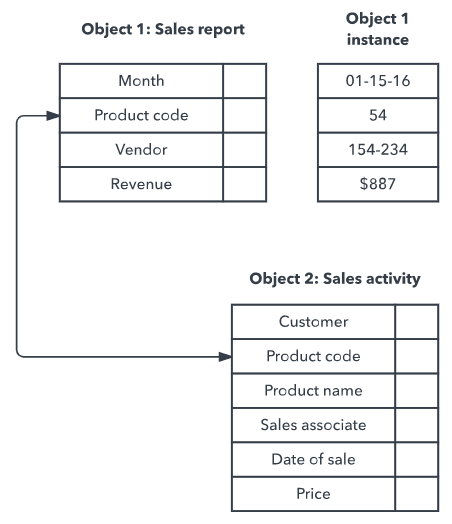 Object 1: Sales report
Month
Product code
Vendor
Revenue
Object 1
instance
01-15-16
54
154-234
$887
Object 2: Sales activity
Customer
Product code
Product name
Sales associate
Date of sale
Price